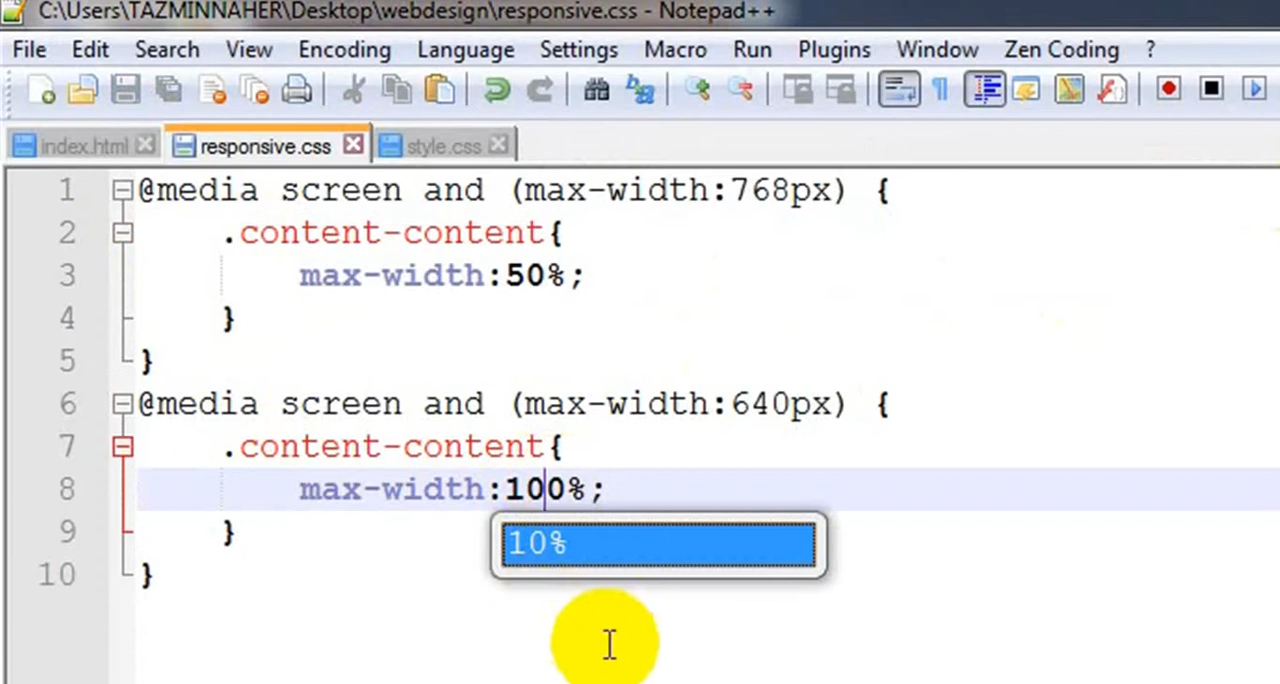 C:\Users\TAZMINNAHER\Desktop\webdesign\responsive.css - Notepad++
File Edit Search View Encoding Language Settings Macro Run Plugins Window Zen Coding ?
index.html responsive.css style.css
1 @media screen and (max-width:768px) {
2 .content-content{
3 max-width:50%;
4 }
5 }
6 @media screen and (max-width:640px) {
7 .content-content{
8 max-width:100%;
9 }
10%
10 }